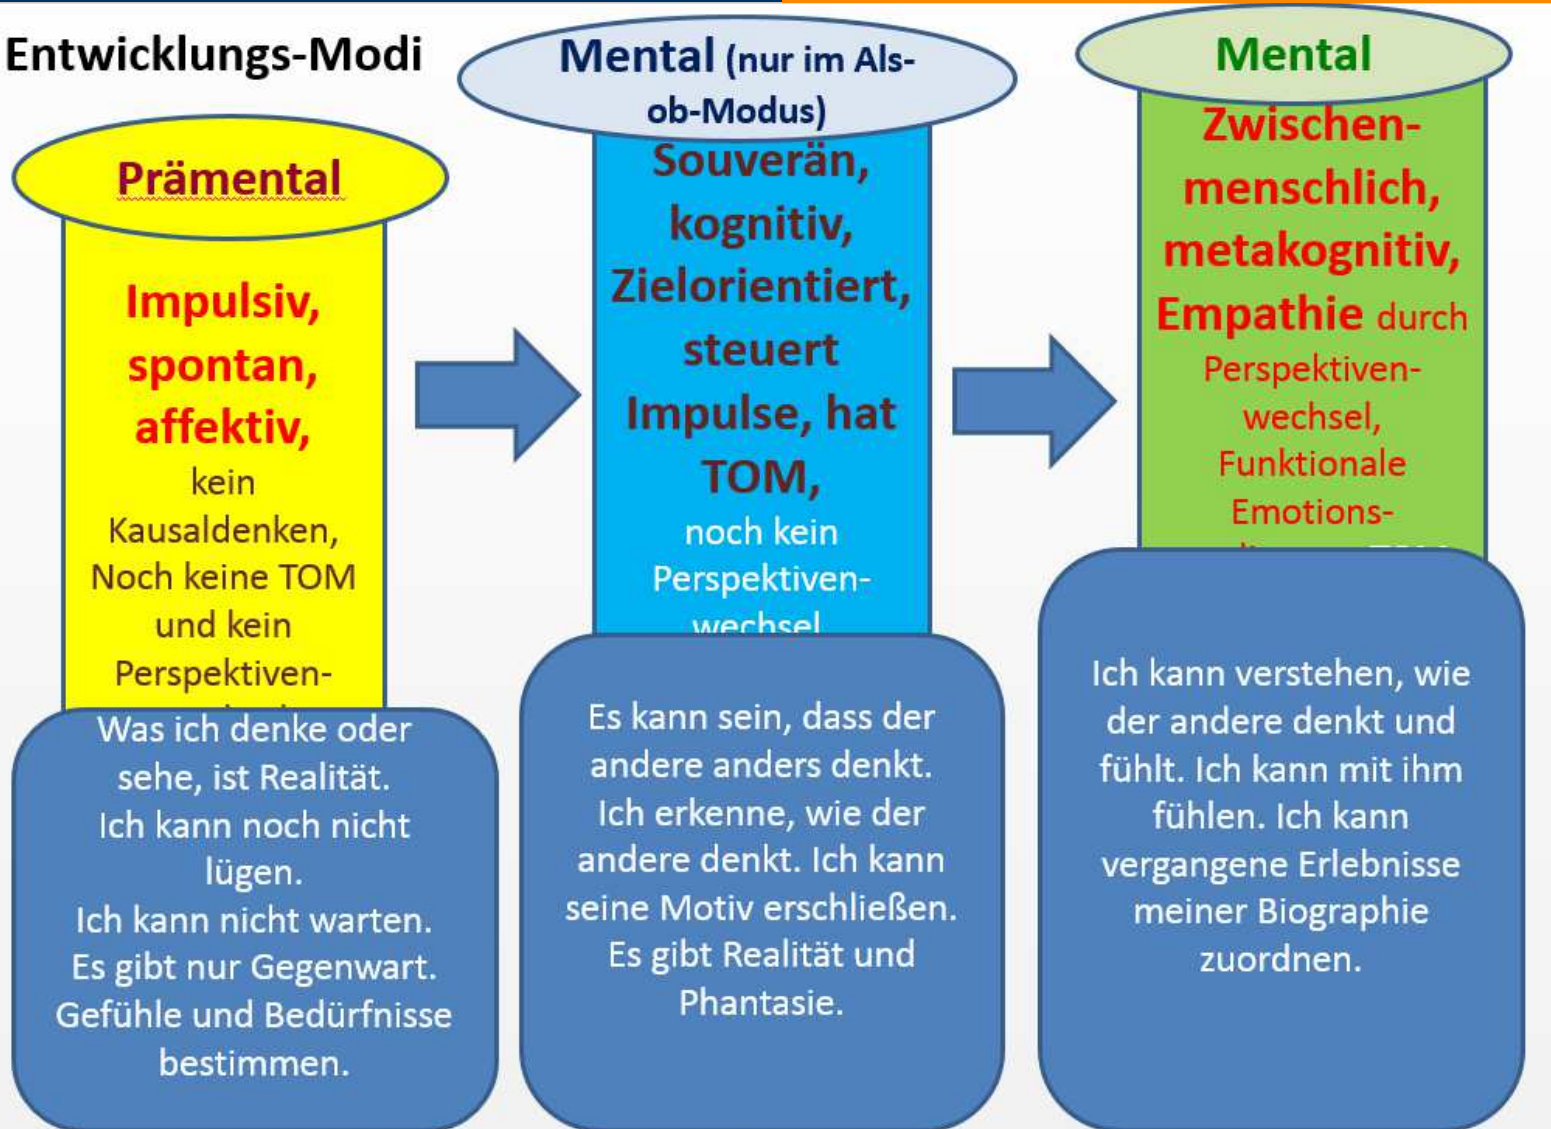 Entwicklungs-Modi
Prämental
Impulsiv,
spontan,
affektiv,
kein
Kausaldenken,
Noch keine TOM
und kein
Perspektiven-
Was ich denke oder
sehe, ist Realität.
Ich kann noch nicht
lügen.
Ich kann nicht warten.
Es gibt nur Gegenwart.
Gefühle und Bedürfnisse
bestimmen.
Mental (nur im Als-
ob-Modus)
Souverän,
kognitiv,
Zielorientiert,
steuert
Impulse, hat
TOM,
noch kein
Perspektiven-
wechsel
Es kann sein, dass der
andere anders denkt.
Ich erkenne, wie der
andere denkt. Ich kann
seine Motiv erschließen.
Es gibt Realität und
Phantasie.
Mental
Zwischen-
menschlich,
metakognitiv,
Empathie durch
Perspektiven-
wechsel,
Funktionale
Emotions-
Ich kann verstehen, wie
der andere denkt und
fühlt. Ich kann mit ihm
fühlen. Ich kann
vergangene Erlebnisse
meiner Biographie
zuordnen.